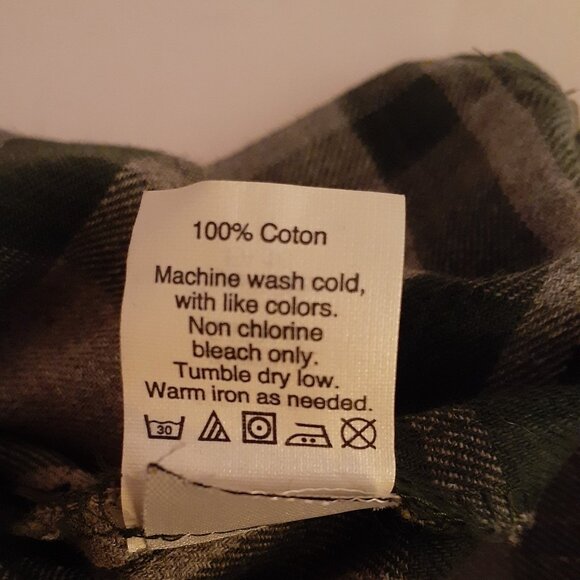 100% Coton
Machine wash cold,
with like colors.
Non chlorine
bleach only.
Tumble dry low.
Warm iron as needed.
30